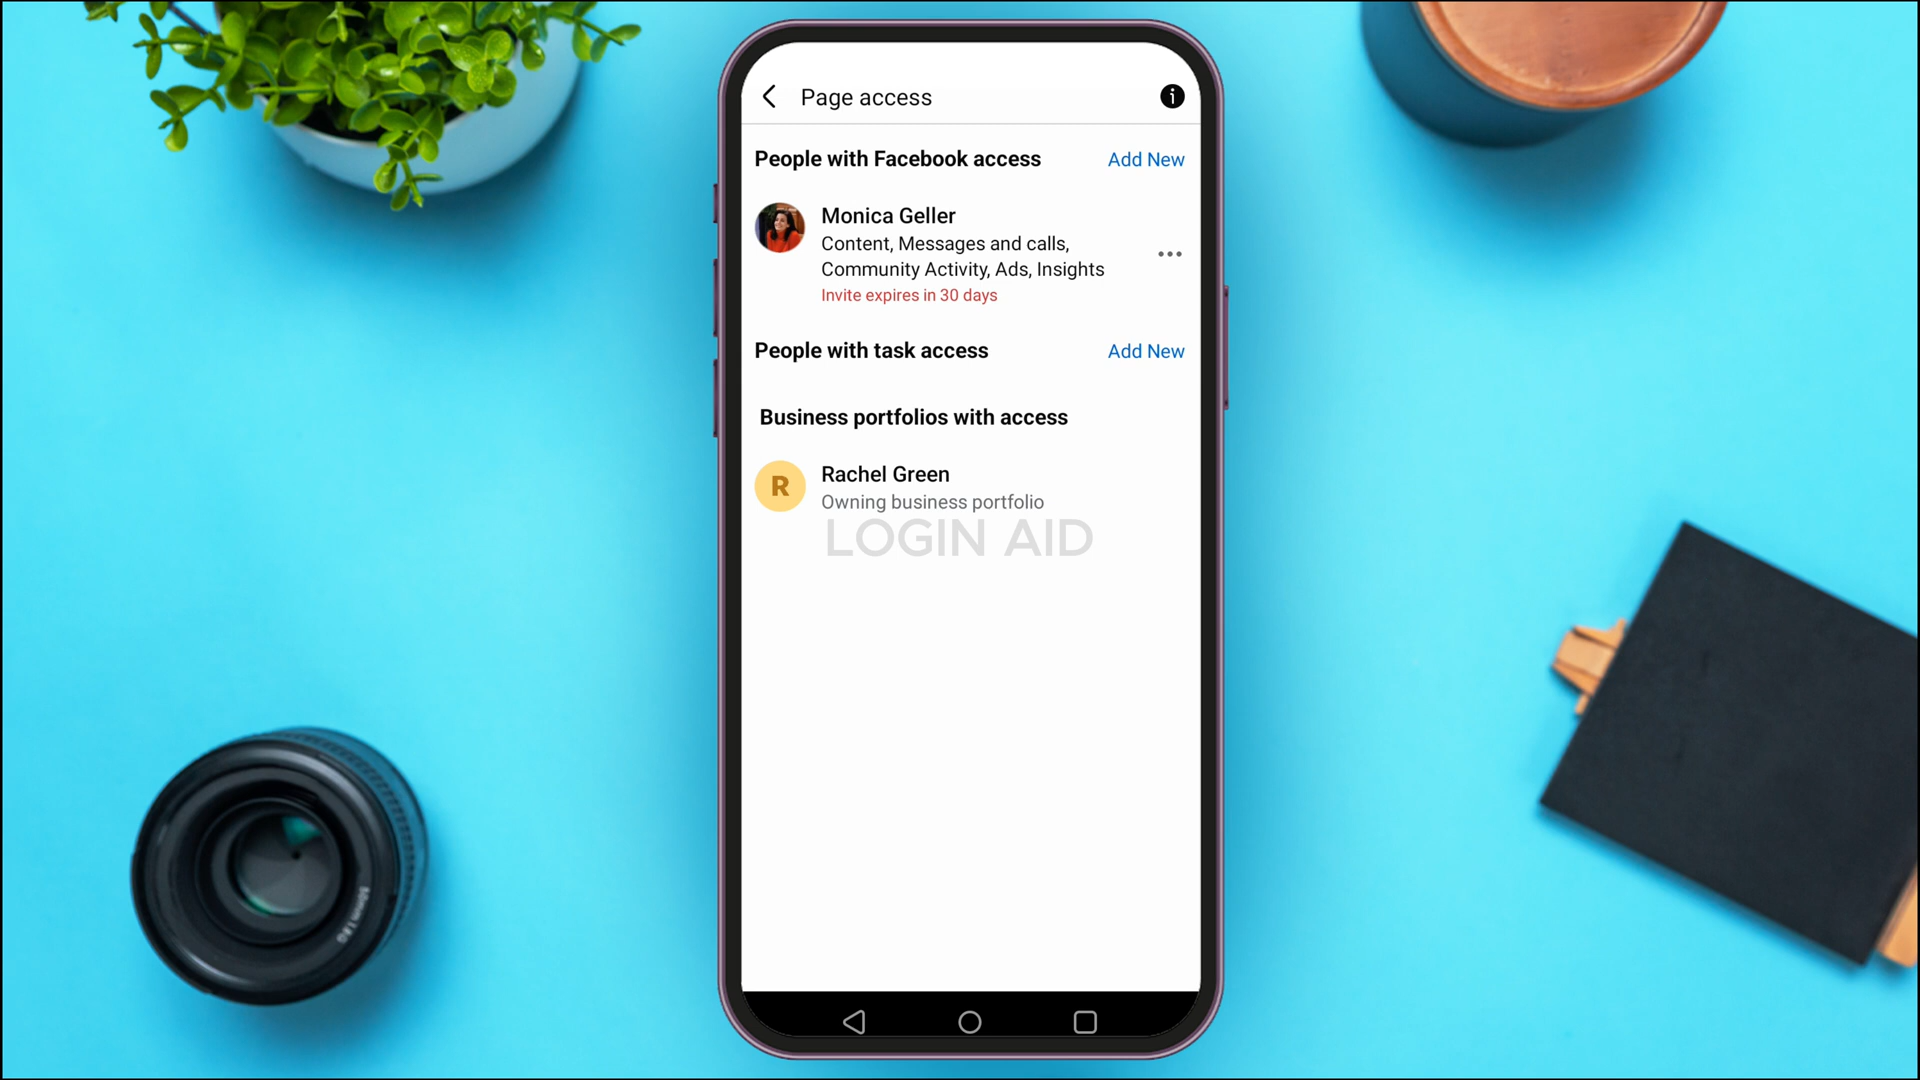 Page access
People with Facebook access
Add New
Monica Geller
Content, Messages and calls,
Community Activity, Ads, Insights
Invite expires in 30 days
People with task access
Add New
Business portfolios with access
R
Rachel Green
Owning business portfolio
LOGIN AID